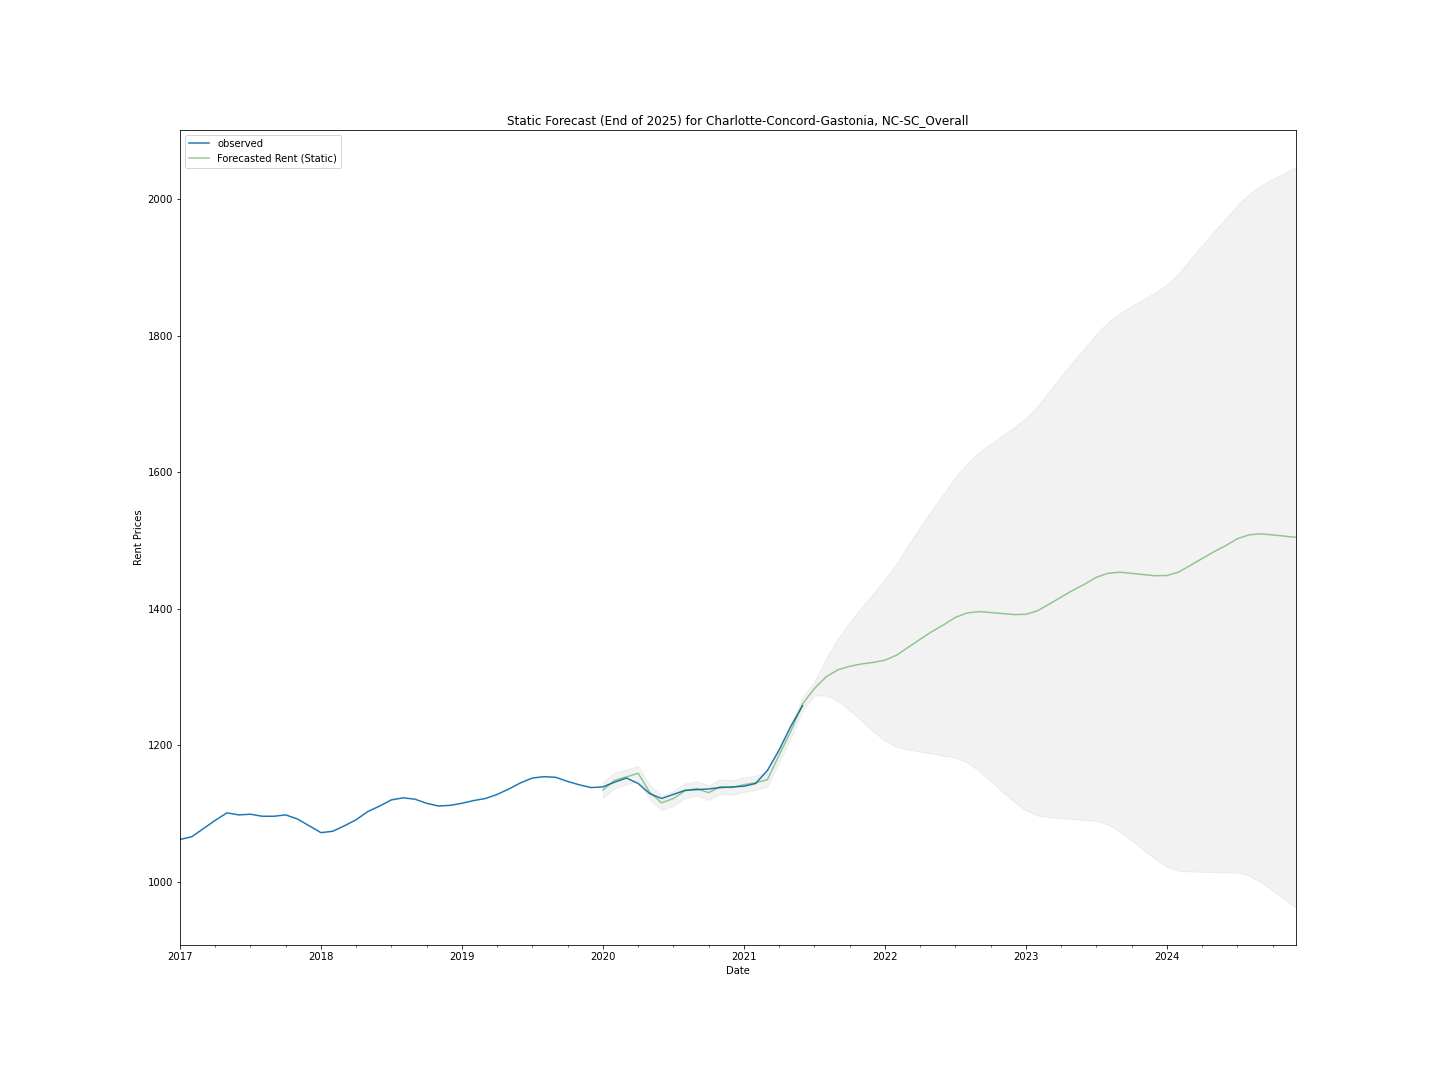 Static Forecast (End of 2025) for Charlotte-Concord-Gastonia, NC-SC_Overall
observed
Forecasted Rent (Static)
2000
1800
1600
1400
1200
1000
Rent Prices
2017 2018 2019 2020 2021 2022 2023 2024
Date